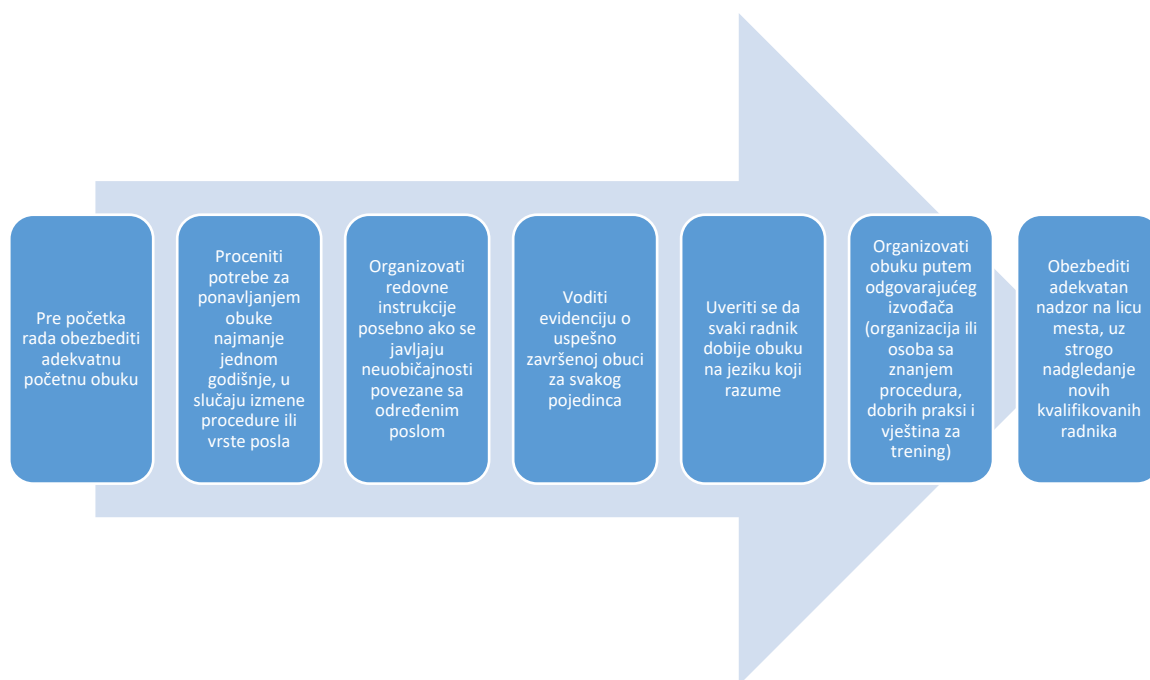 Pre početka
rada obezbediti
adekvatnu
početnu obuku
Proceniti
potrebe za
ponavljanjem
obuke
najmanje
jednom
godišnje, u
slučaju izmene
procedure ili
vrste posla
Organizovati
redovne
instrukcije
posebno ako se
javljaju
neuobičajnosti
povezane sa
određenim
poslom
Voditi
evidenciju o
uspešno
završenoj obuci
za svakog
pojedinca
Uveriti se da
svaki radnik
dobije obuku
na jeziku koji
razume
Organizovati
obuku putem
odgovarajućeg
izvođača
(organizacija ili
osoba sa
znanjem
procedura,
dobrih praksi i
vještina za
trening)
Obezbediti
adekvatan
nadzor na licu
mesta, uz
strogo
nadgledanje
novih
kvalifikovanih
radnika